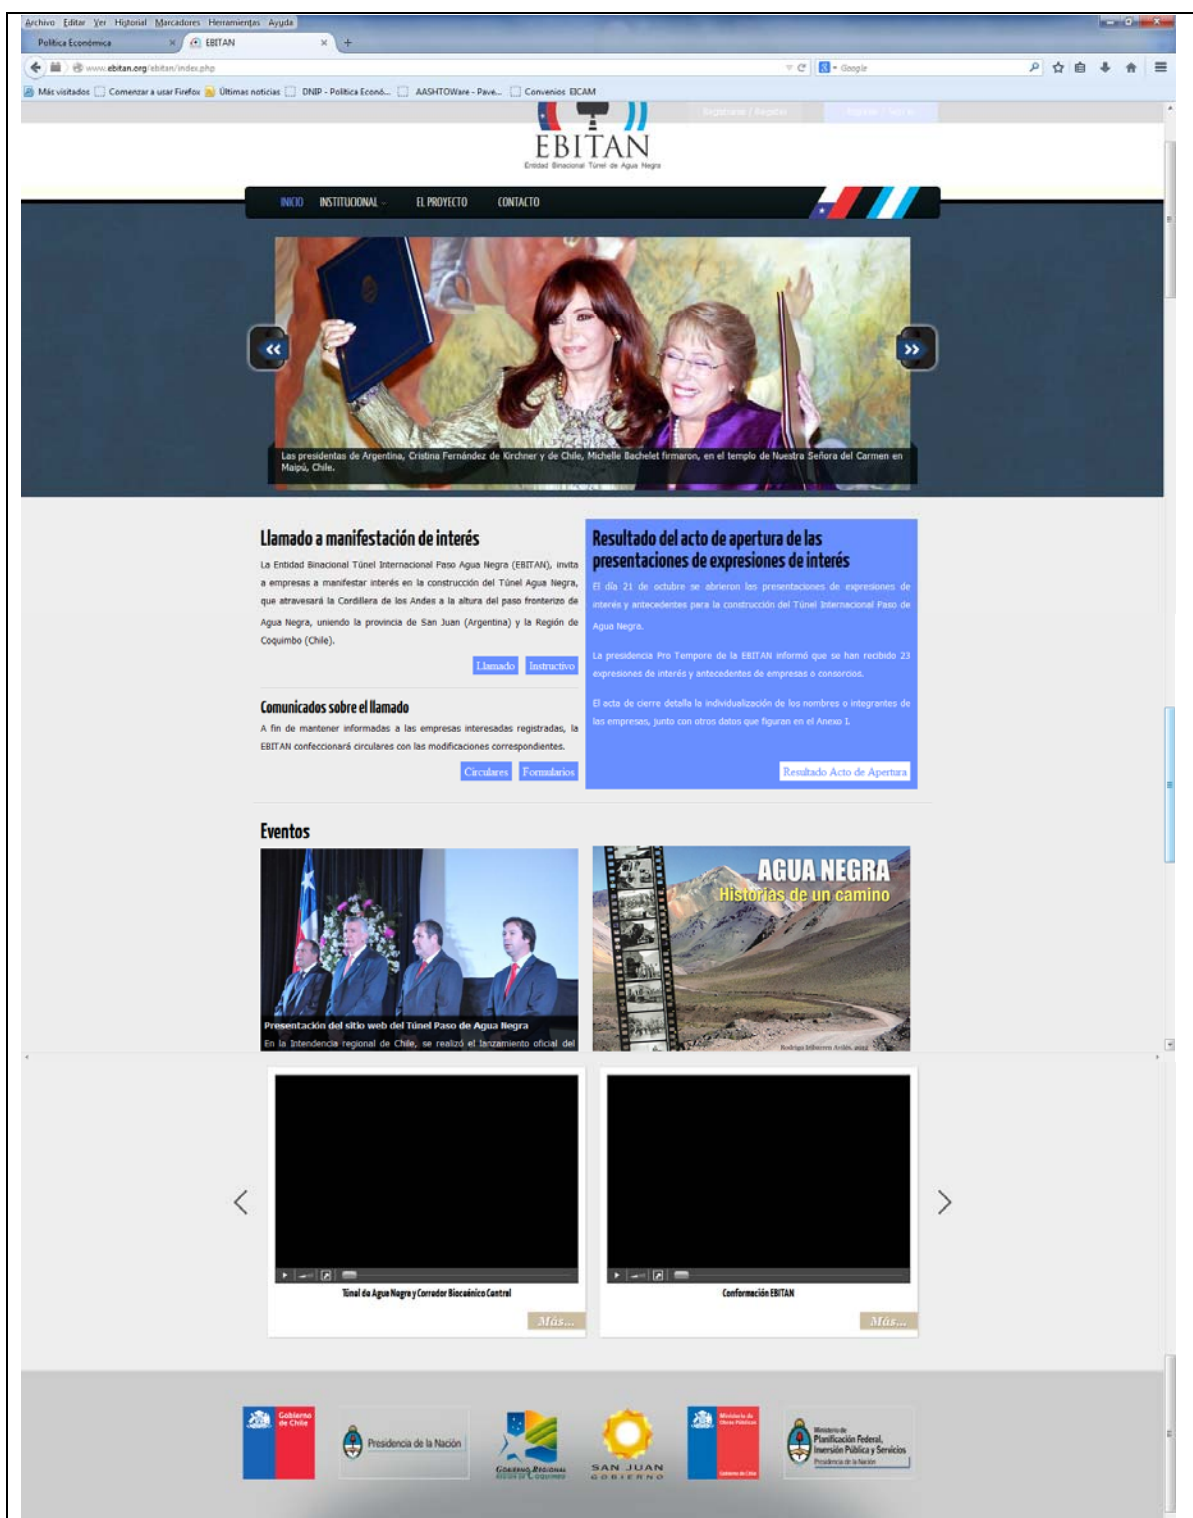 Archivo Editar Ver Historial Marcadores Herramientas Ayuda
Política Económica × EBITAN × +
www.ebitan.org/ebitan/index.php Google
Más visitados Comenzar a usar Firefox Últimas noticias DNIP - Política Econó... AASHTOWare - Pave... Convenios EICAM
EBITAN
Entidad Binacional Túnel de Agua Negra
INICIO INSTITUCIONAL EL PROYECTO CONTACTO
Las presidentas de Argentina, Cristina Fernández de Kirchner y de Chile, Michelle Bachelet firmaron, en el templo de Nuestra Señora del Carmen en
Maipú, Chile.
Llamado a manifestación de interés
La Entidad Binacional Túnel Internacional Paso Agua Negra (EBITAN), invita
a empresas a manifestar interés en la construcción del Túnel Agua Negra,
que atravesará la Cordillera de los Andes a la altura del paso fronterizo de
Agua Negra, uniendo la provincia de San Juan (Argentina) y la Región de
Coquimbo (Chile).
Llamado Instructivo
Comunicados sobre el llamado
A fin de mantener informadas a las empresas interesadas registradas, la
EBITAN confeccionará circulares con las modificaciones correspondientes.
Circulares Formularios
Resultado del acto de apertura de las
presentaciones de expresiones de interés
El día 21 de octubre se abrieron las presentaciones de expresiones de
interés y antecedentes para la construcción del Túnel Internacional Paso de
Agua Negra.
La presidencia Pro Tempore de la EBITAN informó que se han recibido 23
expresiones de interés y antecedentes de empresas o consorcios.
El acta de cierre detalla la individualización de los nombres o integrantes de
las empresas, junto con otros datos que figuran en el Anexo I.
Resultado Acto de Apertura
Eventos
Presentación del sitio web del Túnel Paso de Agua Negra
En la Intendencia regional de Chile, se realizó el lanzamiento oficial del
AGUA NEGRA
Historias de un camino
Túnel de Agua Negra y Corredor Bioceánico Central
Más...
Conformación EBITAN
Más...
Gobierno
de Chile
Presidencia de la Nación
GOBIERNO REGIONAL
REGIÓN DE COQUIMBO
SAN JUAN
GOBIERNO
Ministerio de
Obras Públicas
Gobierno de Chile
Ministerio de
Planificación Federal,
Inversión Pública y Servicios
Presidencia de la Nación